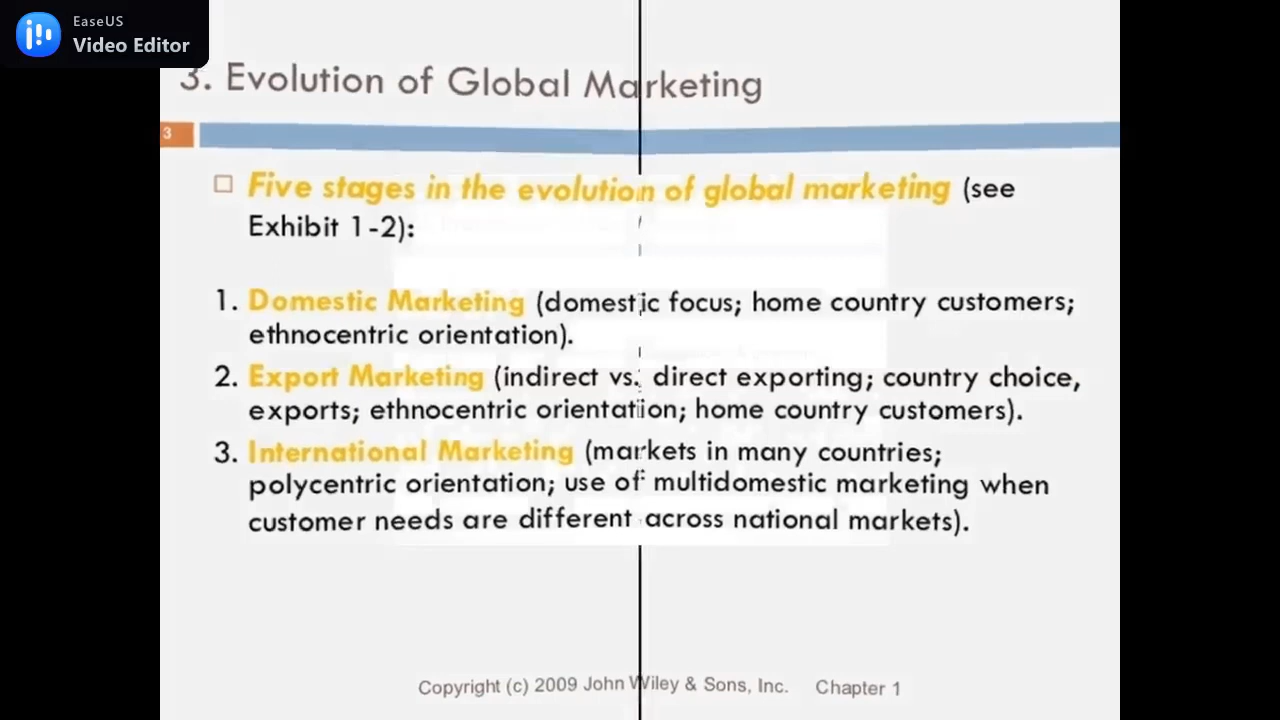 EaseUS
Video Editor
3. Evolution of Global Marketing
3
Five stages in the evolution of global marketing (see
Exhibit 1-2):
1. Domestic Marketing (domestic focus; home country customers;
ethnocentric orientation).
2. Export Marketing (indirect vs. direct exporting; country choice,
exports; ethnocentric orientation; home country customers).
3. International Marketing (markets in many countries;
polycentric orientation; use of multidomestic marketing when
customer needs are different across national markets).
Copyright (c) 2009 John Wiley & Sons, Inc. Chapter 1